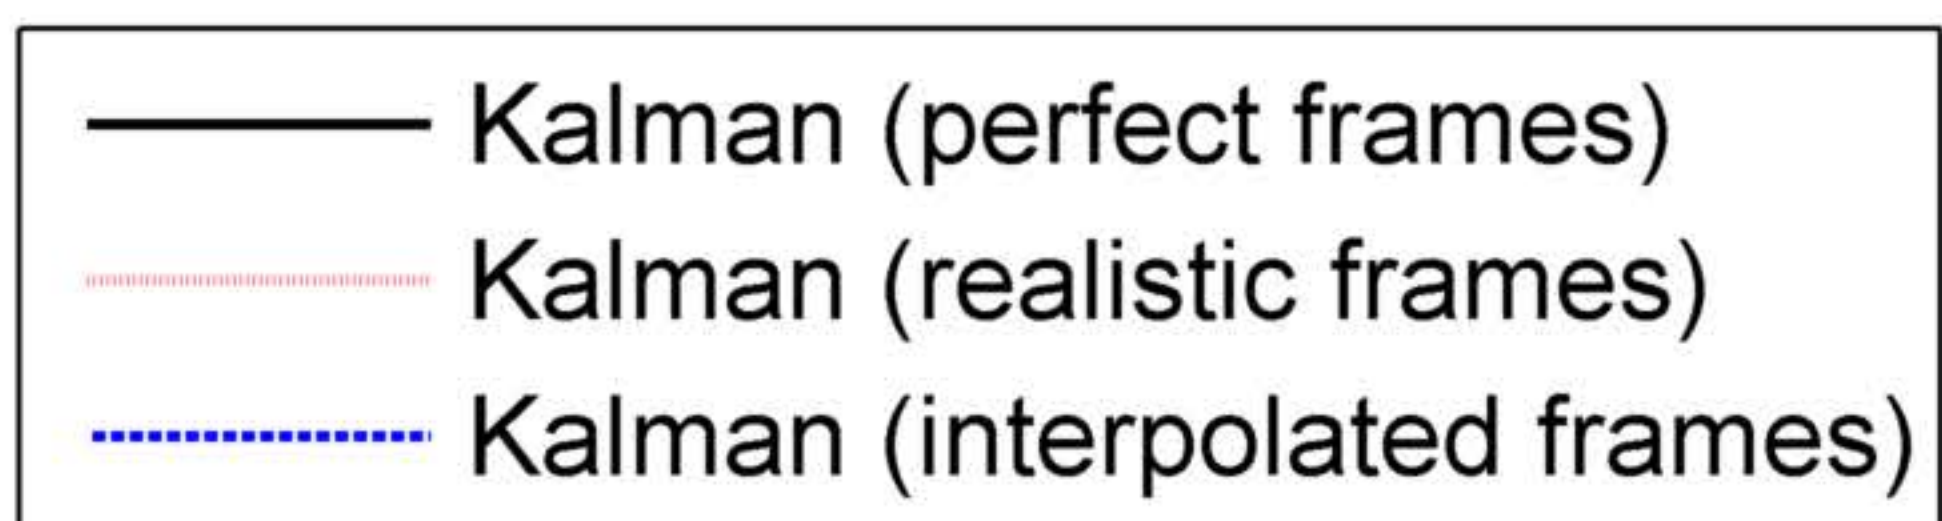 Kalman (perfect frames)
Kalman (realistic frames)
Kalman (interpolated frames)